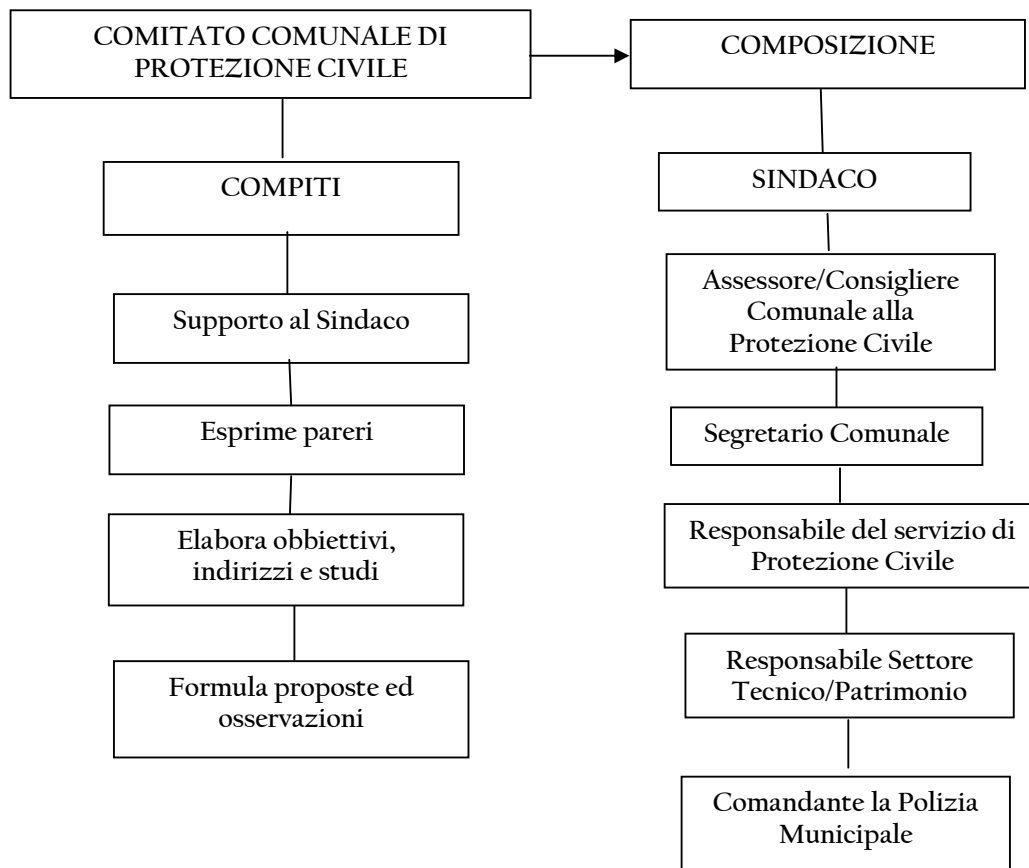 COMITATO COMUNALE DI
PROTEZIONE CIVILE
COMPITI
Supporto al Sindaco
Esprime pareri
Elabora obbiettivi,
indirizzi e studi
Formula proposte ed
osservazioni
COMPOSIZIONE
SINDACO
Assessore/Consigliere
Comunale alla
Protezione Civile
Segretario Comunale
Responsabile del servizio di
Protezione Civile
Responsabile Settore
Tecnico/Patrimonio
Comandante la Polizia
Municipale